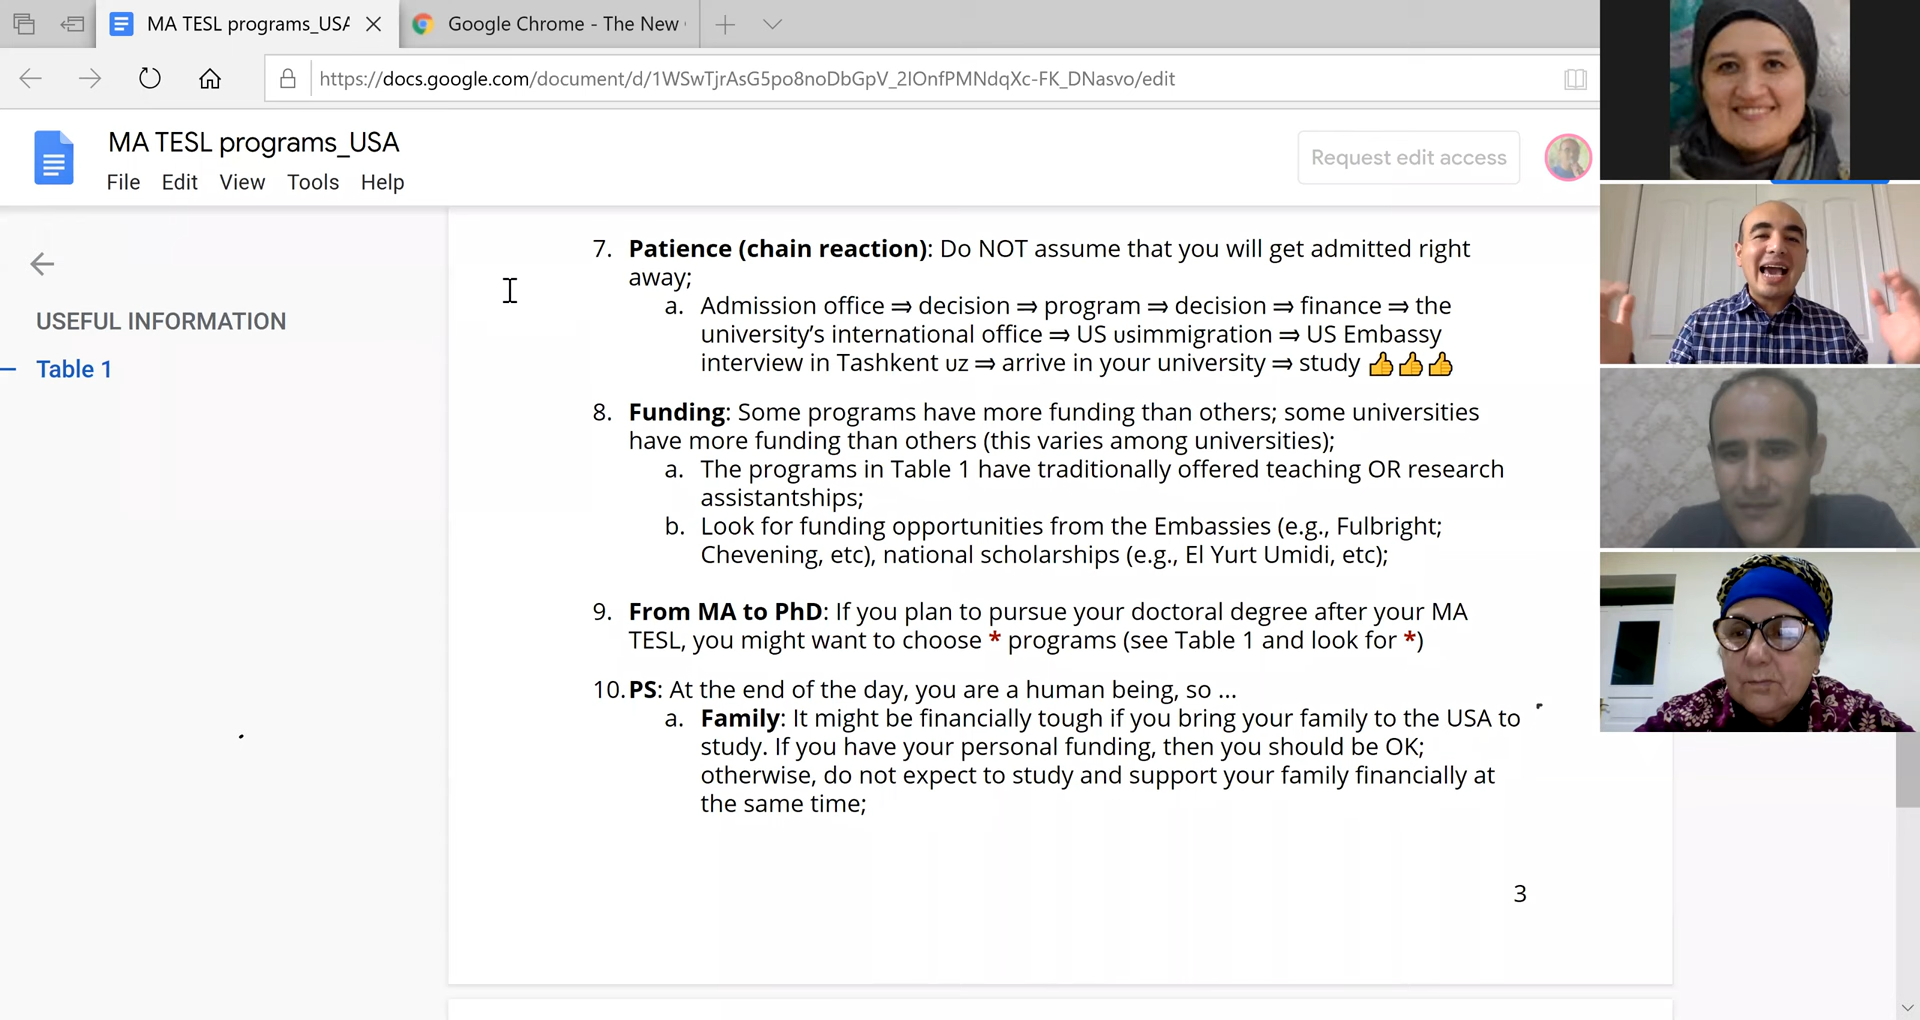 MA TESL programs_USA
Google Chrome - The New
https://docs.google.com/document/d/1WSwTjrAsG5po8noDbGpV_2IOnfPMNdqXc-FK_DNasvo/edit
MA TESL programs_USA
File Edit View Tools Help
Request edit access
USEFUL INFORMATION
Table 1
7. Patience (chain reaction): Do NOT assume that you will get admitted right
away;
a. Admission office ⇒ decision ⇒ program ⇒ decision ⇒ finance ⇒ the
university's international office ⇒ US usimmigration ⇒ US Embassy
interview in Tashkent uz ⇒ arrive in your university ⇒ study 👍👍👍
8. Funding: Some programs have more funding than others; some universities
have more funding than others (this varies among universities);
a. The programs in Table 1 have traditionally offered teaching OR research
assistantships;
b. Look for funding opportunities from the Embassies (e.g., Fulbright;
Chevening, etc), national scholarships (e.g., El Yurt Umidi, etc);
9. From MA to PhD: If you plan to pursue your doctoral degree after your MA
TESL, you might want to choose * programs (see Table 1 and look for *)
10. PS: At the end of the day, you are a human being, so ...
a. Family: It might be financially tough if you bring your family to the USA to
study. If you have your personal funding, then you should be OK;
otherwise, do not expect to study and support your family financially at
the same time;
3